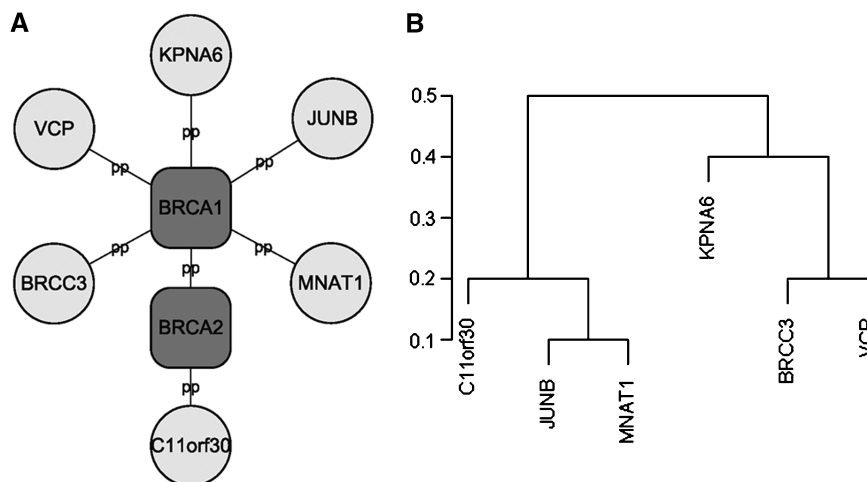 A
KPNA6
VCP
JUNB
pp
pp
pp
BRCA1
pp
pp
pp
BRCC3
MNAT1
BRCA2
pp
C11orf30
B
0.5
0.4
0.3
0.2
0.1
KPNA6
C11orf30
BRCC3
VCP
JUNB
MNAT1